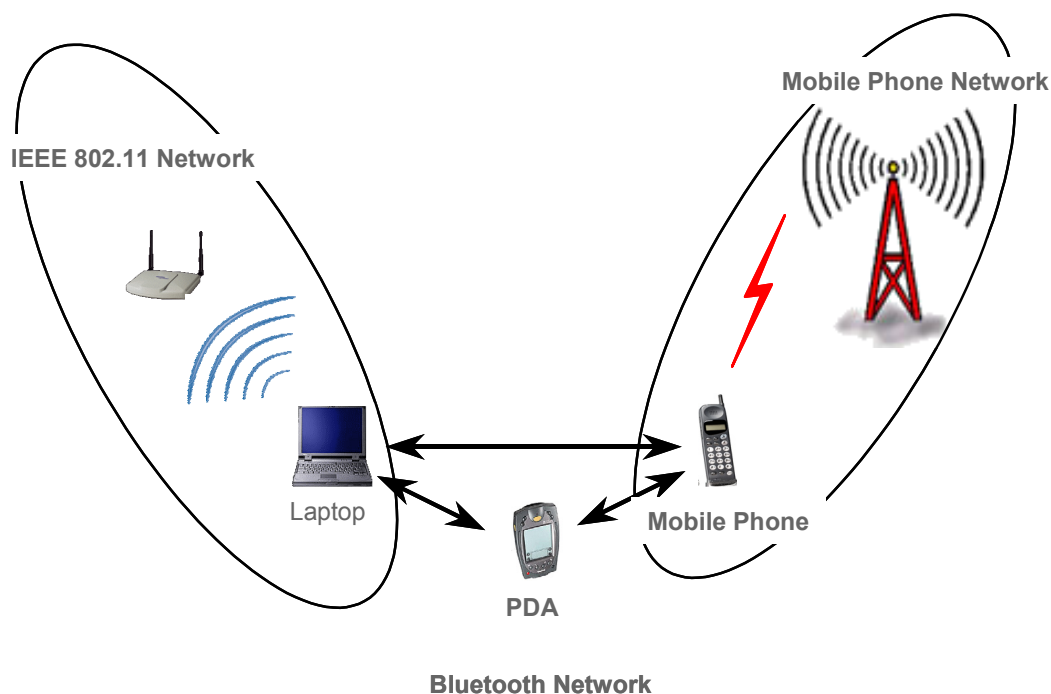 Mobile Phone Network
IEEE 802.11 Network
Laptop
Mobile Phone
PDA
Bluetooth Network